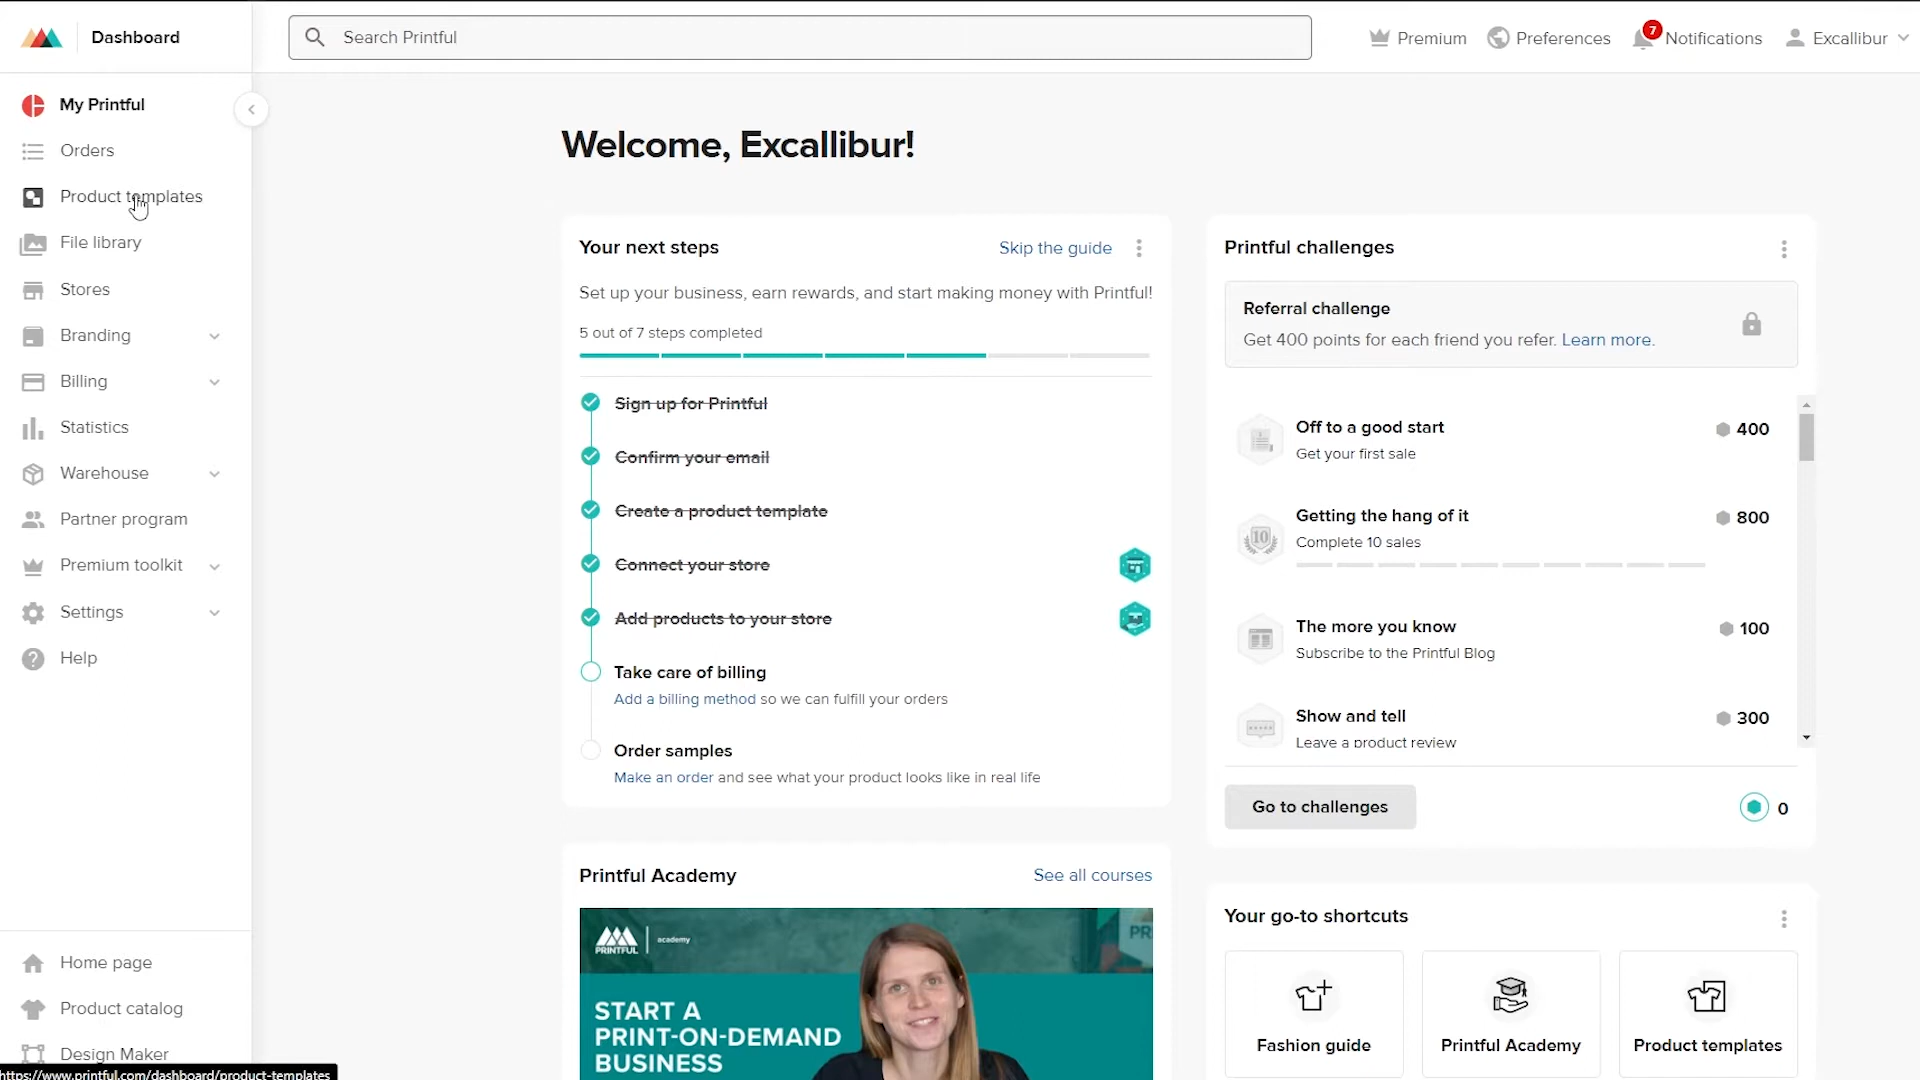 Dashboard
Search Printful
Premium
Preferences
7
Notifications
Excallibur
My Printful
Orders
Product templates
File library
Stores
Branding
Billing
Statistics
Warehouse
Partner program
Premium toolkit
Settings
Help
Home page
Product catalog
Design Maker
https://www.printful.com/dashboard/product-templates
Welcome, Excallibur!
Your next steps
Skip the guide
Set up your business, earn rewards, and start making money with Printful!
5 out of 7 steps completed
Sign up for Printful
Confirm your email
Create a product template
Connect your store
Add products to your store
Take care of billing
Add a billing method so we can fulfill your orders
Order samples
Make an order and see what your product looks like in real life
Printful Academy
See all courses
PRINTFUL
academy
PR
START A
PRINT-ON-DEMAND
BUSINESS
Printful challenges
Referral challenge
Get 400 points for each friend you refer. Learn more.
Off to a good start
400
Get your first sale
10
Getting the hang of it
800
Complete 10 sales
The more you know
100
Subscribe to the Printful Blog
Show and tell
300
Leave a product review
Go to challenges
0
Your go-to shortcuts
Fashion guide
Printful Academy
Product templates